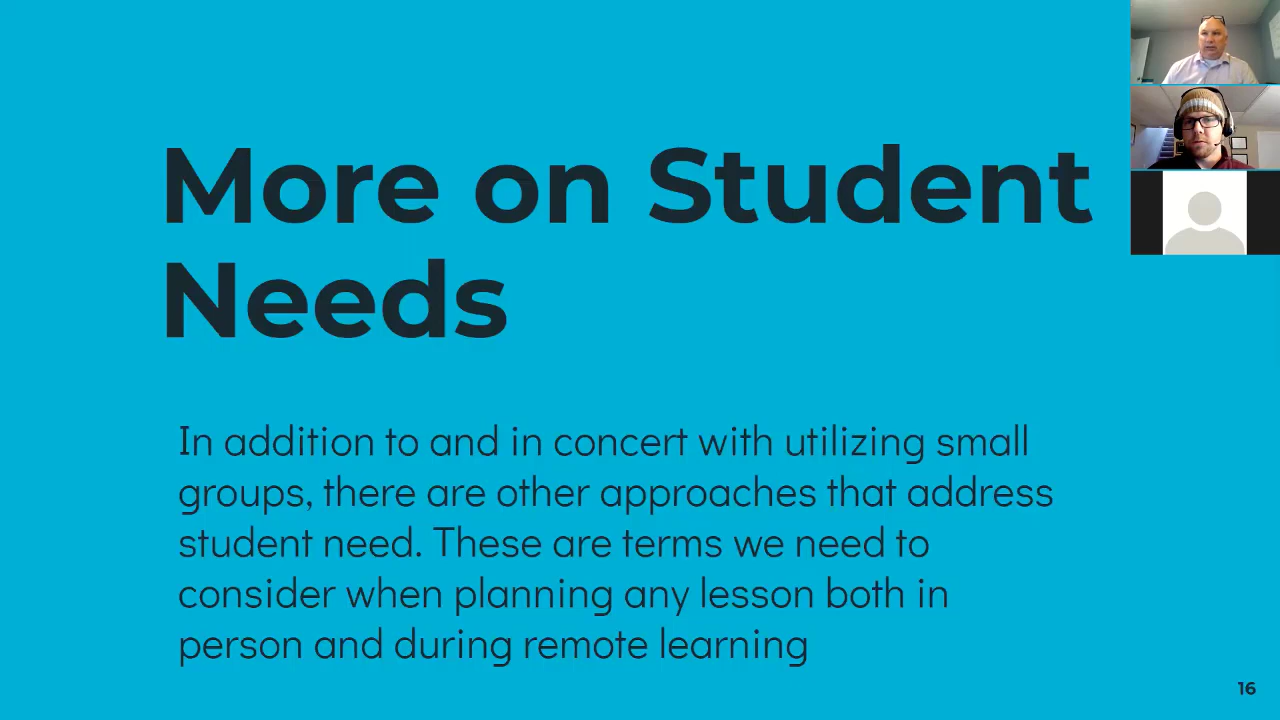 More on Student
Needs
In addition to and in concert with utilizing small
groups, there are other approaches that address
student need. These are terms we need to
consider when planning any lesson both in
person and during remote learning
16